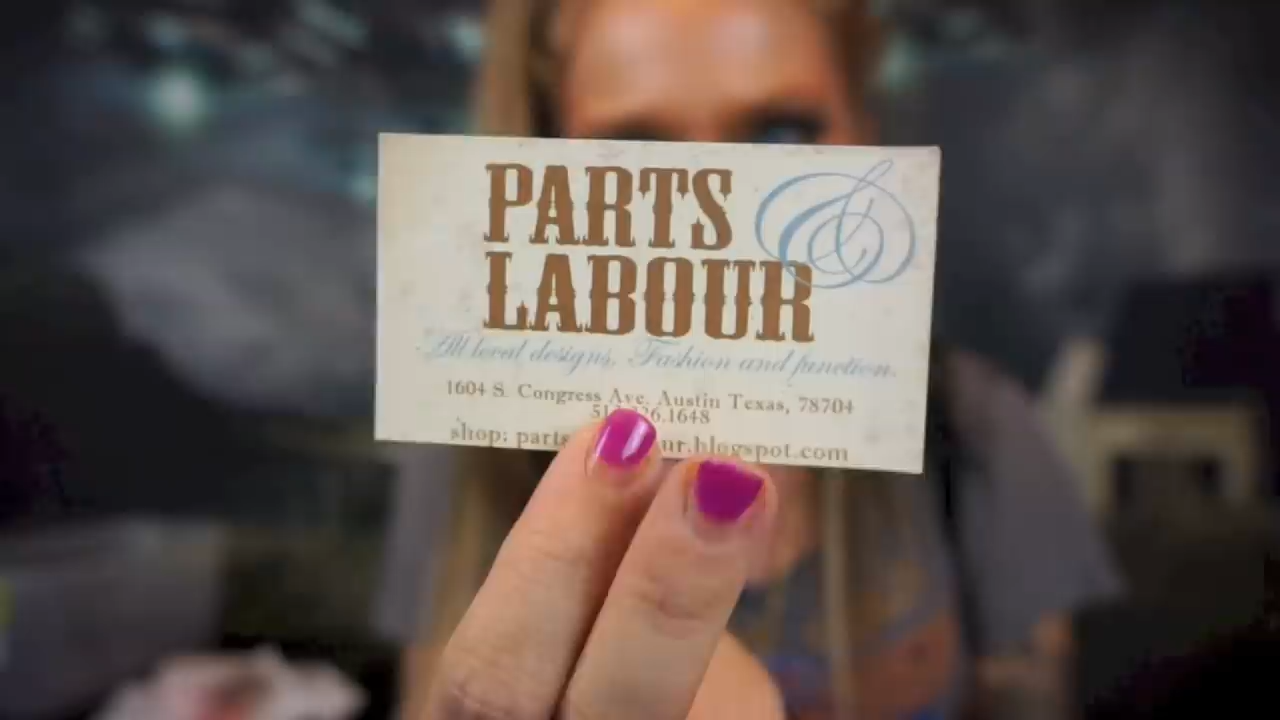 PARTS &
LABOUR
All local designs. Fashion and function.
1604 S. Congress Ave. Austin Texas, 78704
shop: